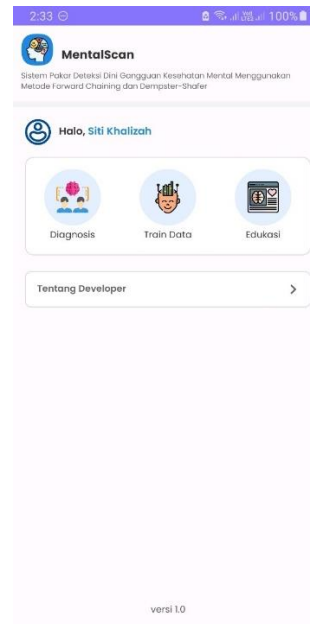 2:33
100%
MentalScan
Sistem Pakar Deteksi Dini Gangguan Kesehatan Mental Menggunakan
Metode Forward Chaining dan Dempster-Shafer
Halo, Siti Khalizah
Diagnosis Train Data Edukasi
Tentang Developer
versi 1.0